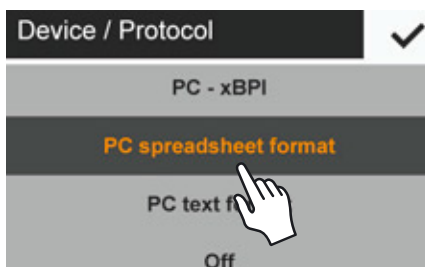 Device / Protocol
PC - xBPI
PC spreadsheet format
PC text
Off